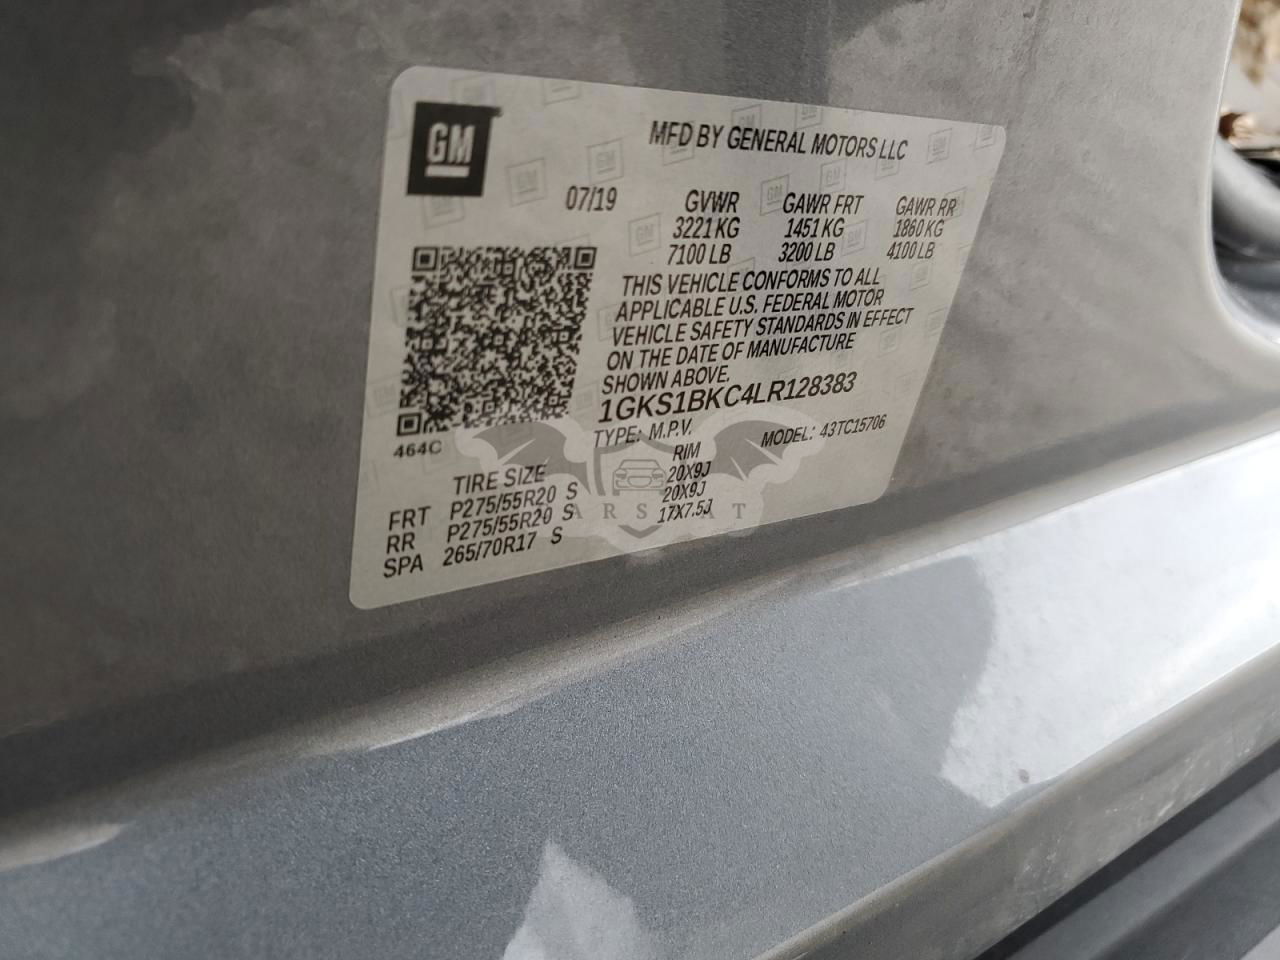 GM
MFD BY GENERAL MOTORS LLC
07/19 GVWR GAWR FRT GAWR RR
3221 KG 1451 KG 1860 KG
7100 LB 3200 LB 4100 LB
THIS VEHICLE CONFORMS TO ALL
APPLICABLE U.S. FEDERAL MOTOR
VEHICLE SAFETY STANDARDS IN EFFECT
ON THE DATE OF MANUFACTURE
SHOWN ABOVE.
1GKS1BKC4LR128383
464C
TYPE: M.P.V. MODEL: 43TC15706
TIRE SIZE RIM
FRT P275/55R20 S 20X9J
RR P275/55R20 S 20X9J
SPA 265/70R17 S 17X7.5J